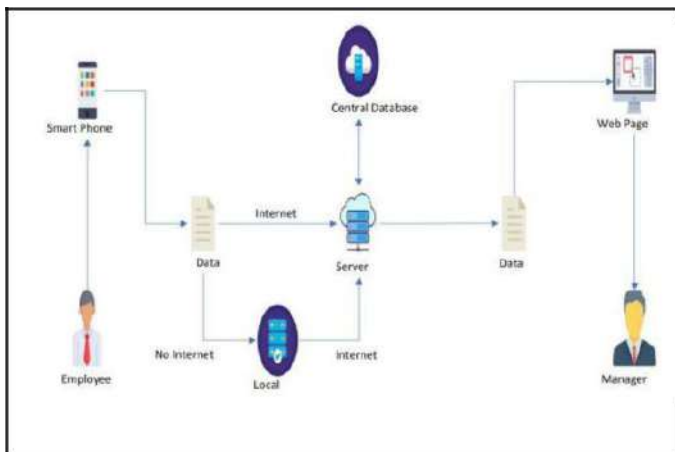 Central Database
Smart Phone
Web Page
Internet
Data
Server
Data
No Internet
Internet
Employee
Local
Manager